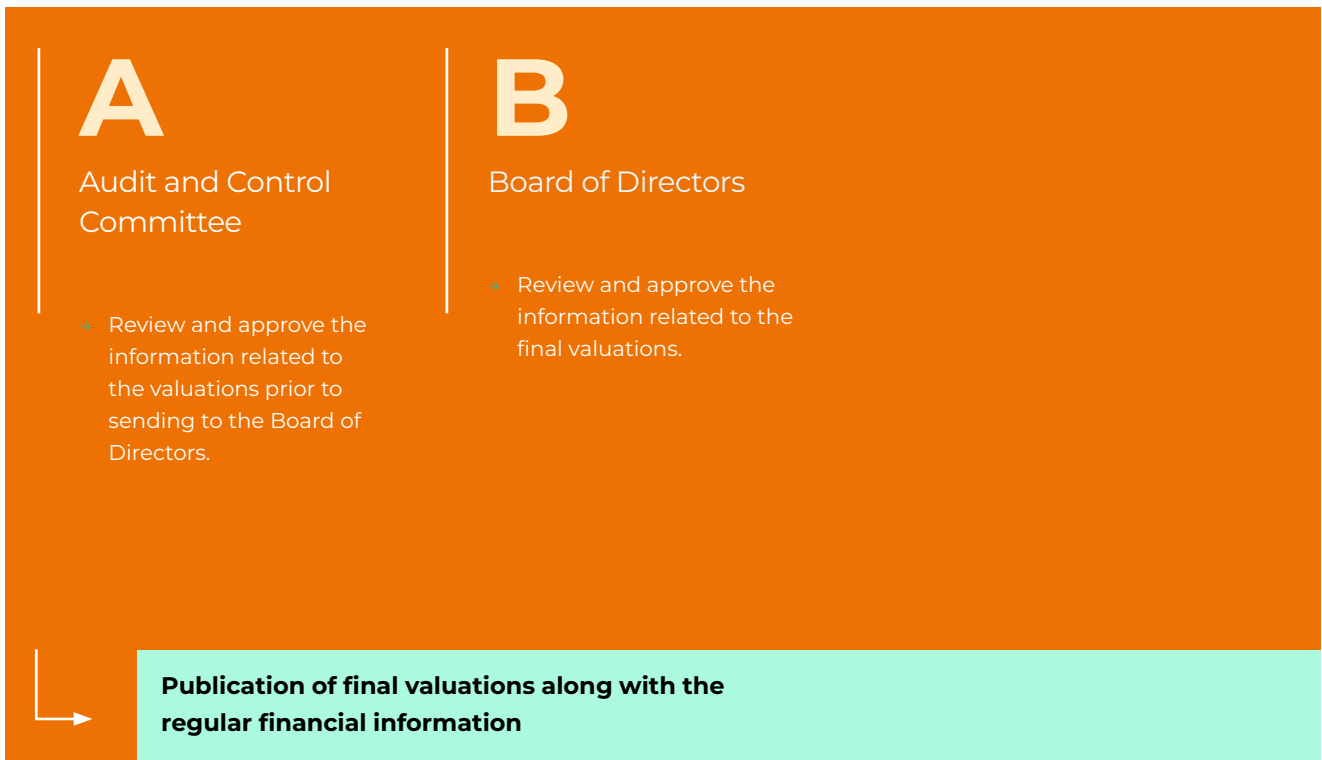 A
Audit and Control
Committee
→ Review and approve the
information related to
the valuations prior to
sending to the Board of
Directors.
B
Board of Directors
→ Review and approve the
information related to the
final valuations.
Publication of final valuations along with the
regular financial information